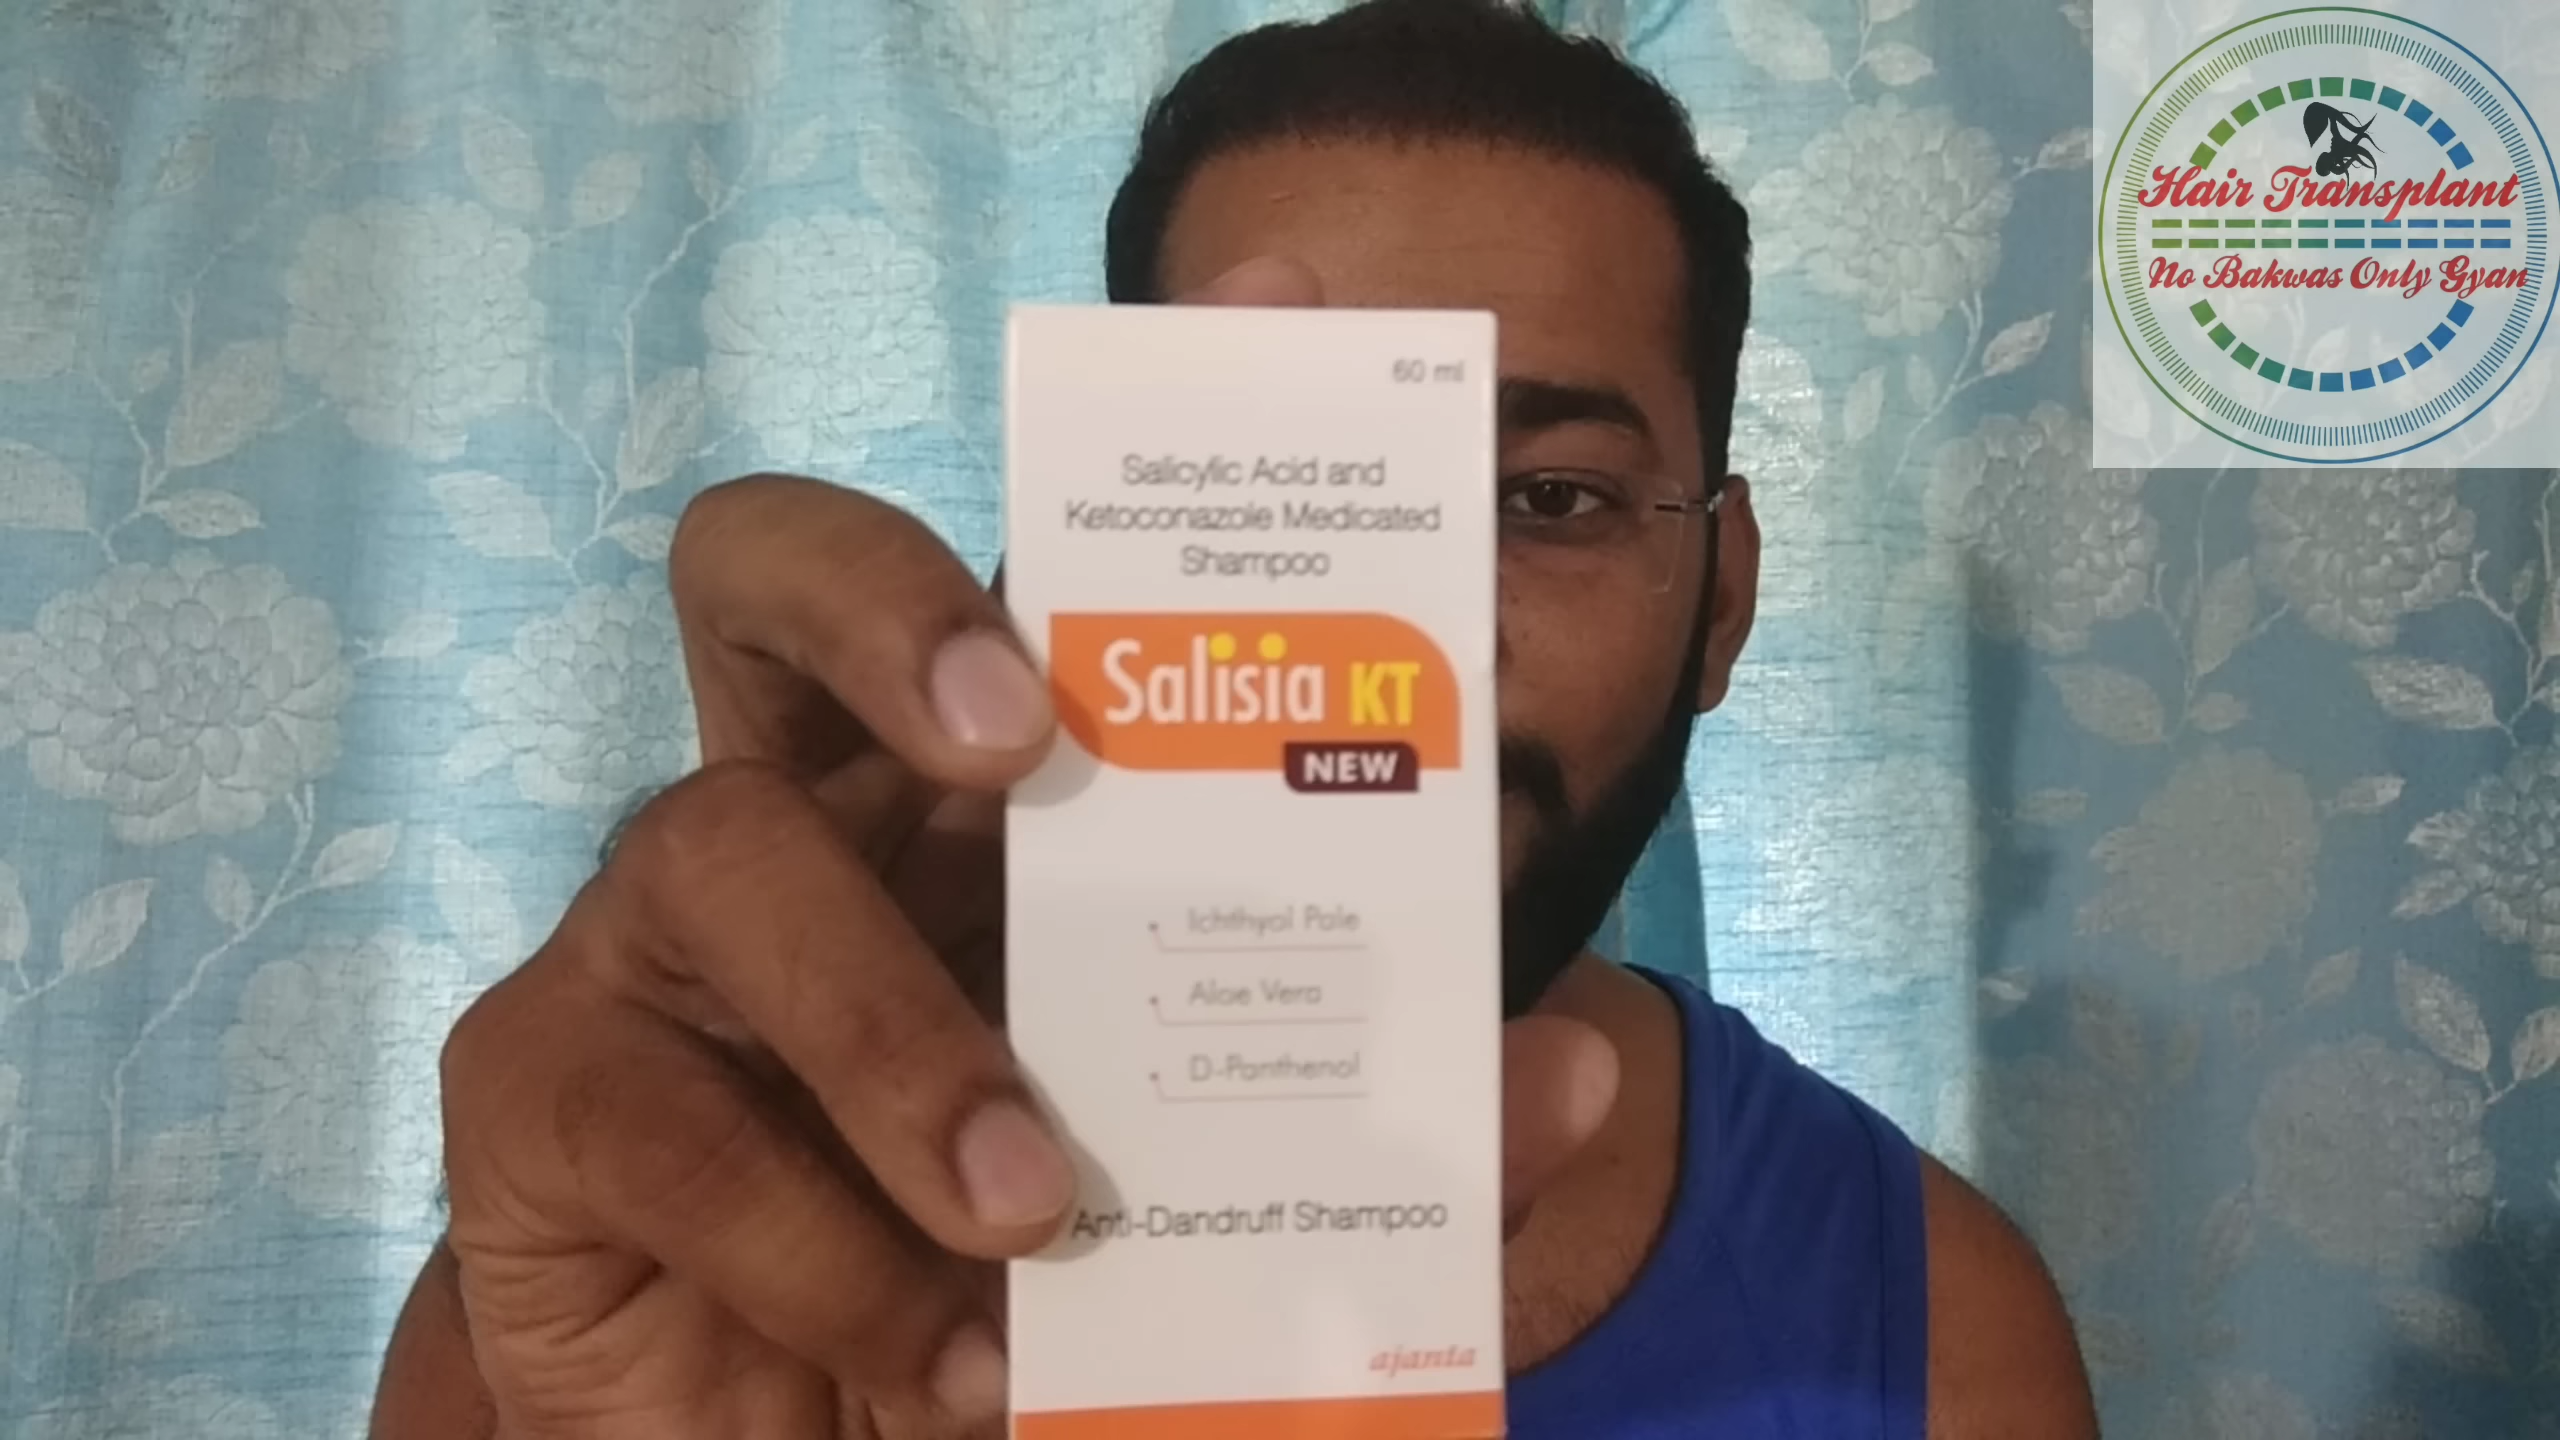 60 ml
Salicylic Acid and
Ketoconazole Medicated
Shampoo
Salisia KT
NEW
Ichthyol Pale
Aloe Vera
D-Panthenol
Anti-Dandruff Shampoo
ajanta
Hair Transplant
No Bakwas Only Gyan